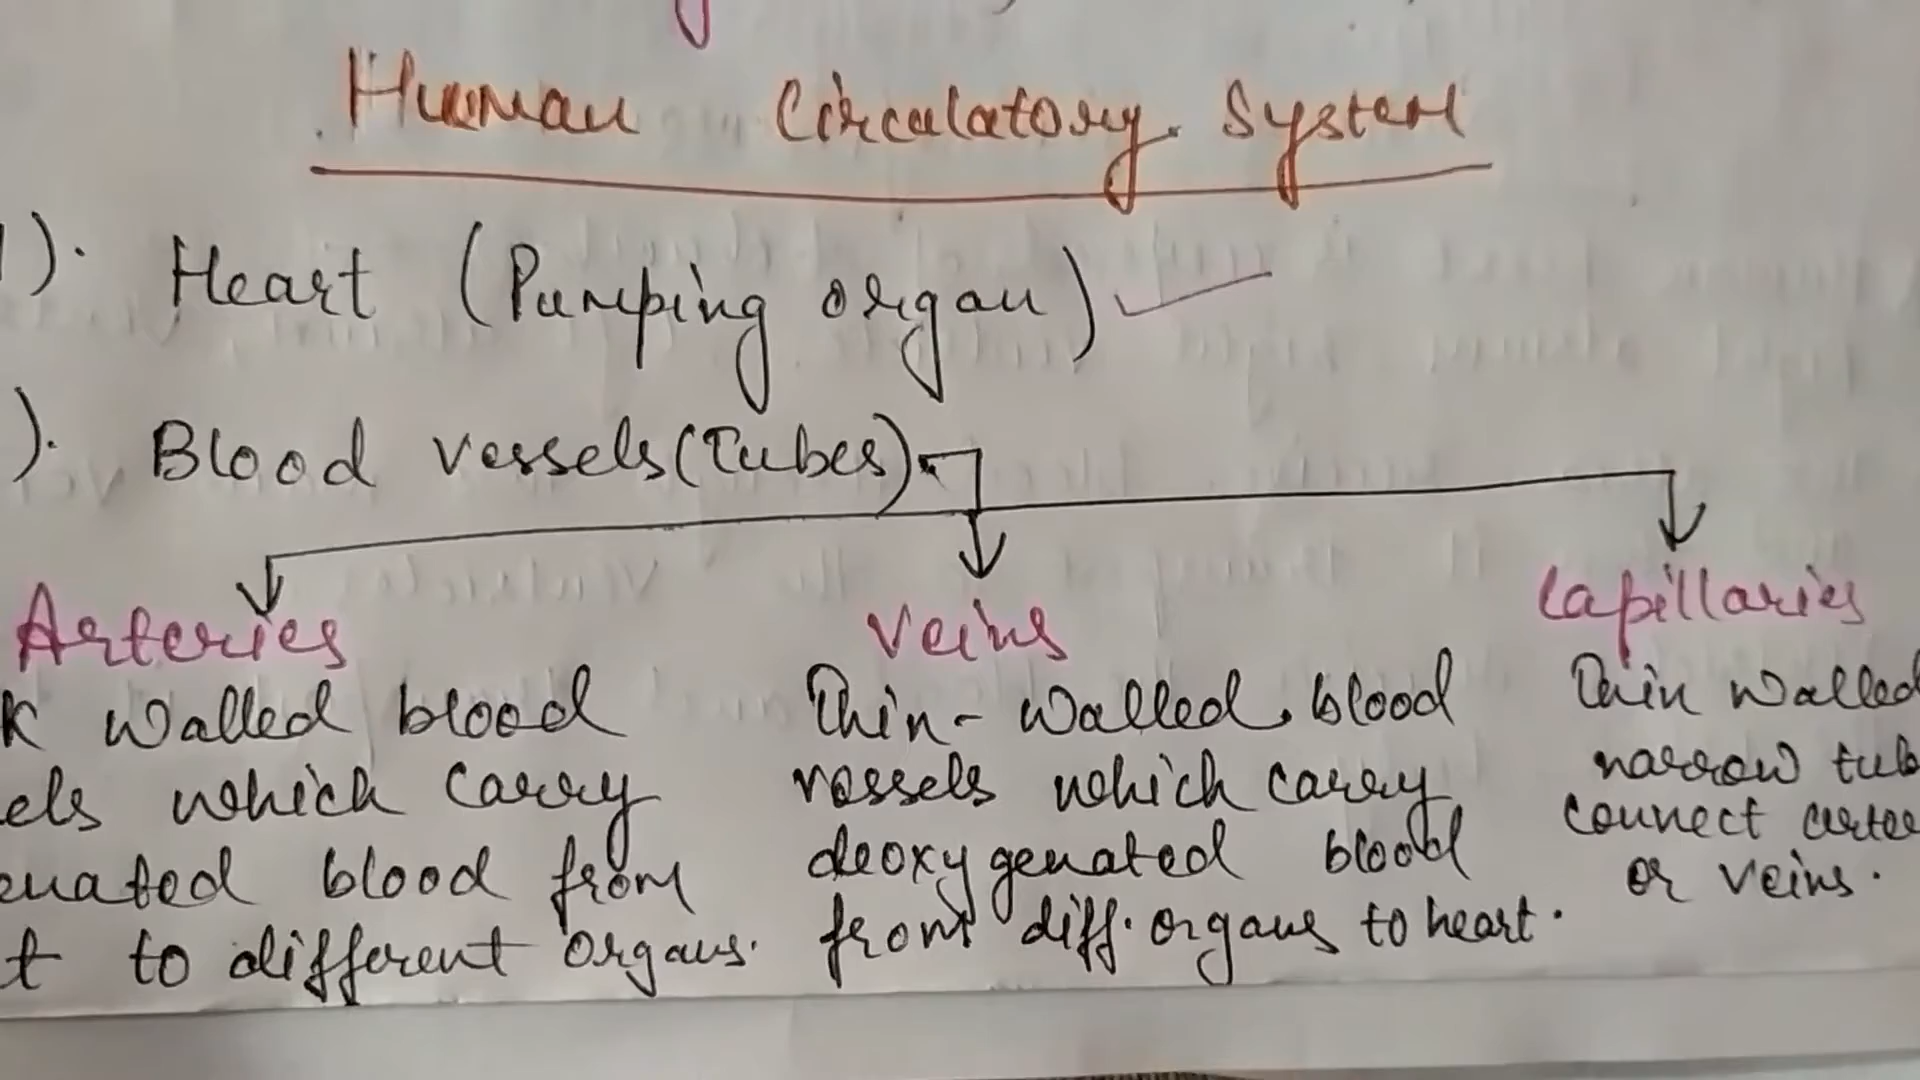 Human Circulatory System
1). Heart (Pumping organ)
). Blood vessels(Tubes)
Arteries
Veins
Capillaries
k walled blood
els which carry
enated blood from
t to different organs.
Thin-walled blood
vessels which carry
deoxygenated blood
from diff. organs to heart.
Thin walled
narrow tub
connect arter
or veins.